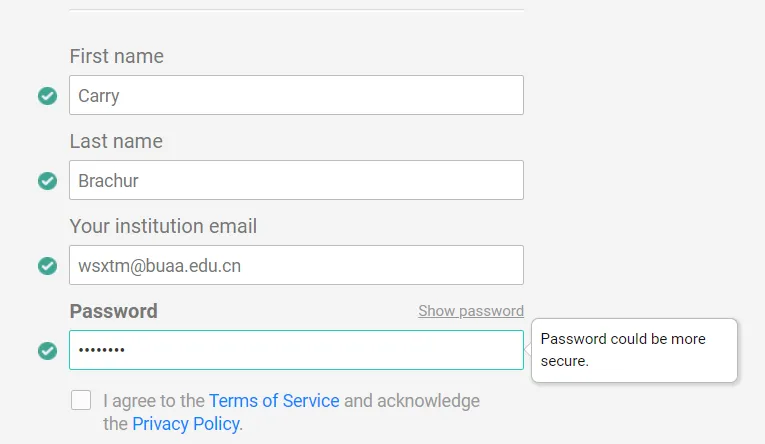 First name
Carry
Last name
Brachur
Your institution email
wsxtm@buaa.edu.cn
Password
Show password
••••••••
Password could be more
secure.
I agree to the Terms of Service and acknowledge
the Privacy Policy.